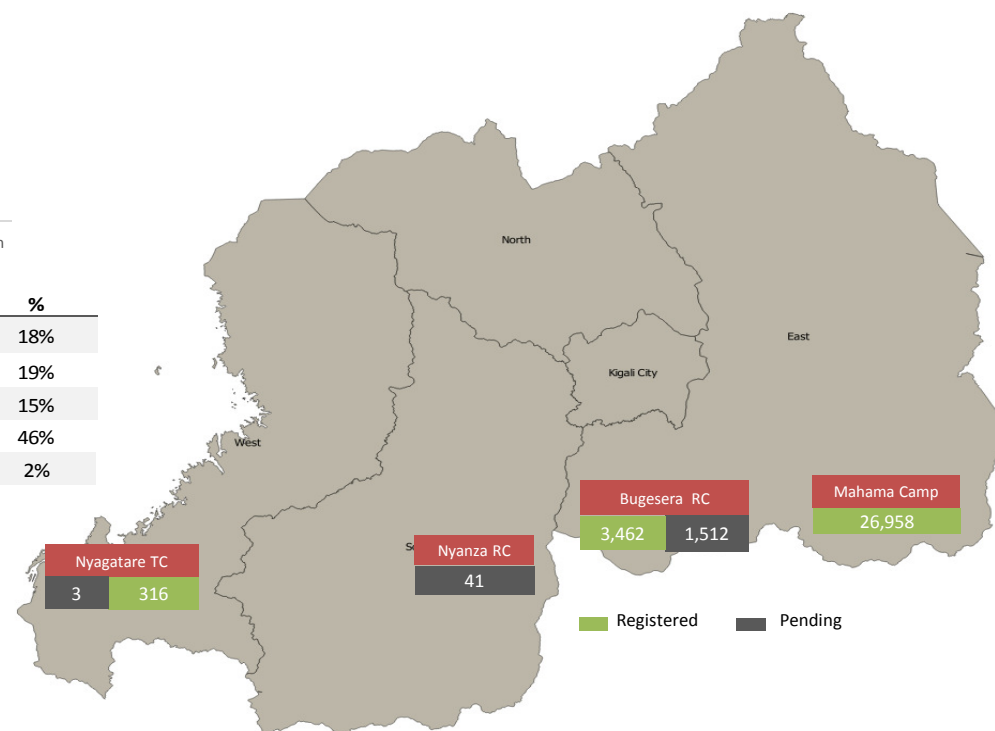 North
%
18%
East
19%
Kigali City
15%
46%
West
2%
Mahama Camp
Bugesera RC
26,958
3,462 1,512
Nyanza RC
Nyagatare TC
41
3 316
Registered Pending